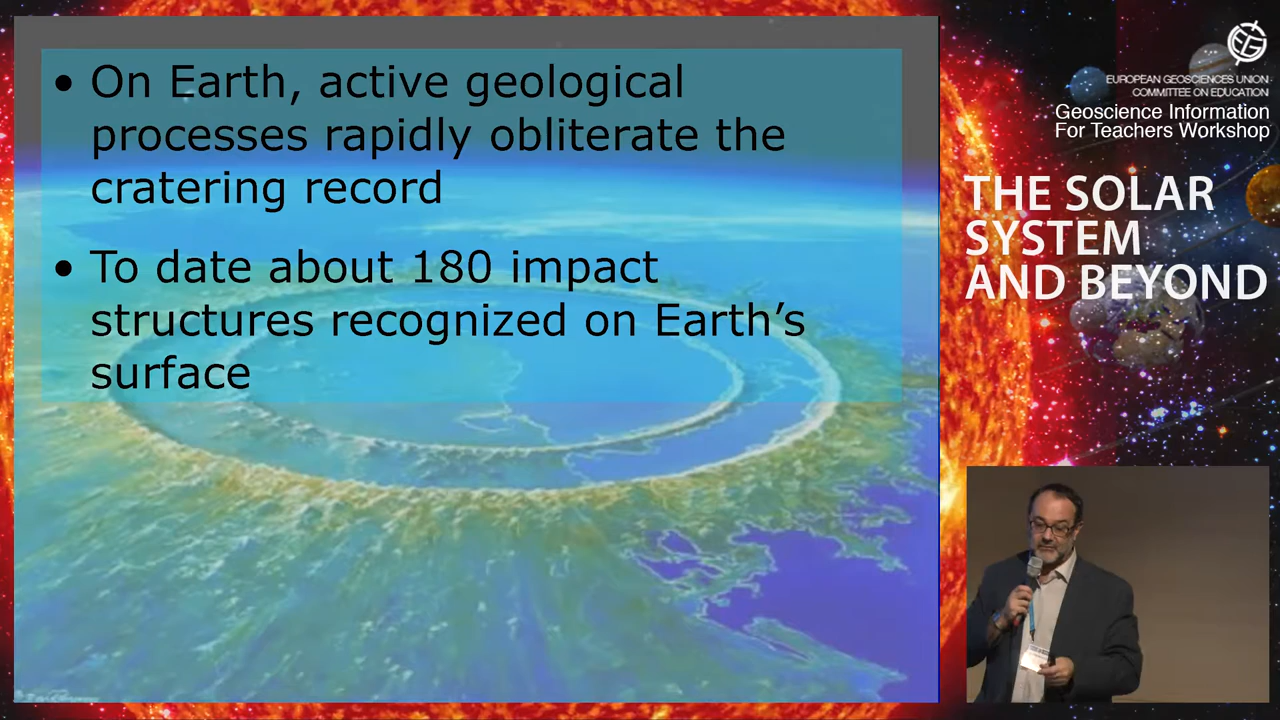 • On Earth, active geological
processes rapidly obliterate the
cratering record
• To date about 180 impact
structures recognized on Earth’s
surface
EUROPEAN GEOSCIENCES UNION
COMMITTEE ON EDUCATION
Geoscience Information
For Teachers Workshop
THE SOLAR
SYSTEM
AND BEYOND